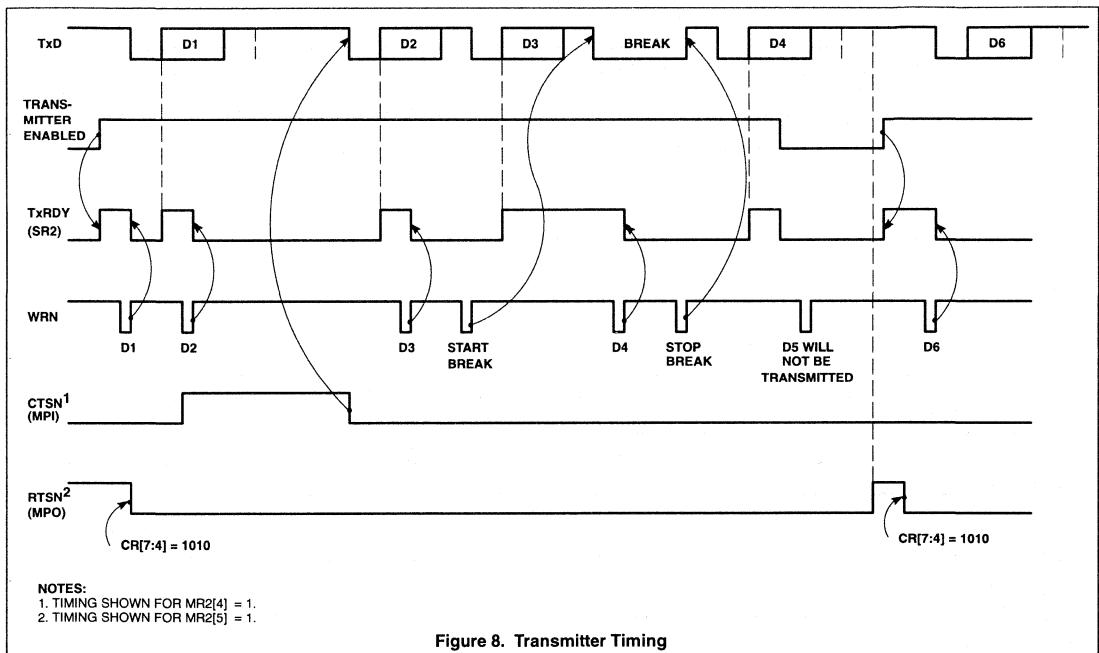 TxD
D1
D2
D3
BREAK
D4
D6
TRANS-
MITTER
ENABLED
TxRDY
(SR2)
WRN
D1
D2
D3
START
BREAK
D4
STOP
BREAK
D5 WILL
NOT BE
TRANSMITTED
D6
CTSN1
(MPI)
RTSN2
(MPO)
CR[7:4] = 1010
CR[7:4] = 1010
NOTES:
1. TIMING SHOWN FOR MR2[4] = 1.
2. TIMING SHOWN FOR MR2[5] = 1.
Figure 8. Transmitter Timing